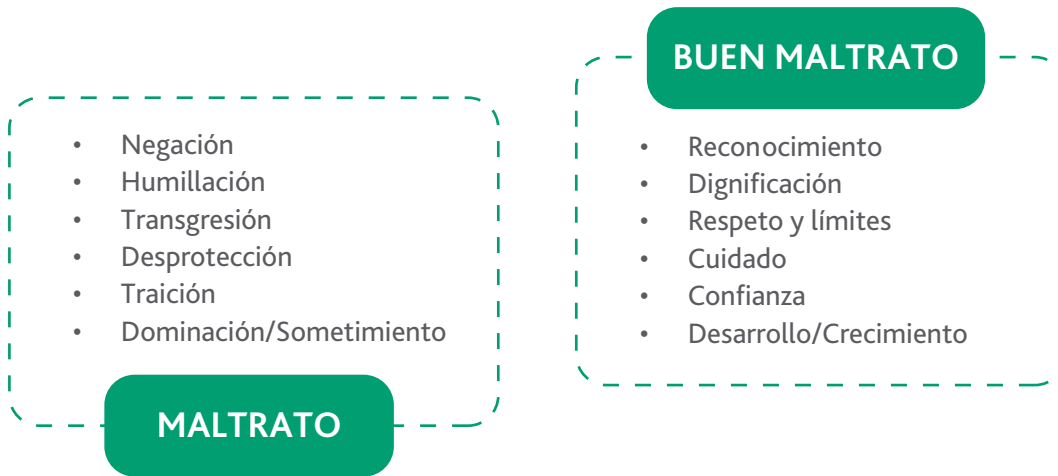 • Negación
• Humillación
• Transgresión
• Desprotección
• Traición
• Dominación/Sometimiento
MALTRATO
BUEN MALTRATO
• Reconocimiento
• Dignificación
• Respeto y límites
• Cuidado
• Confianza
• Desarrollo/Crecimiento